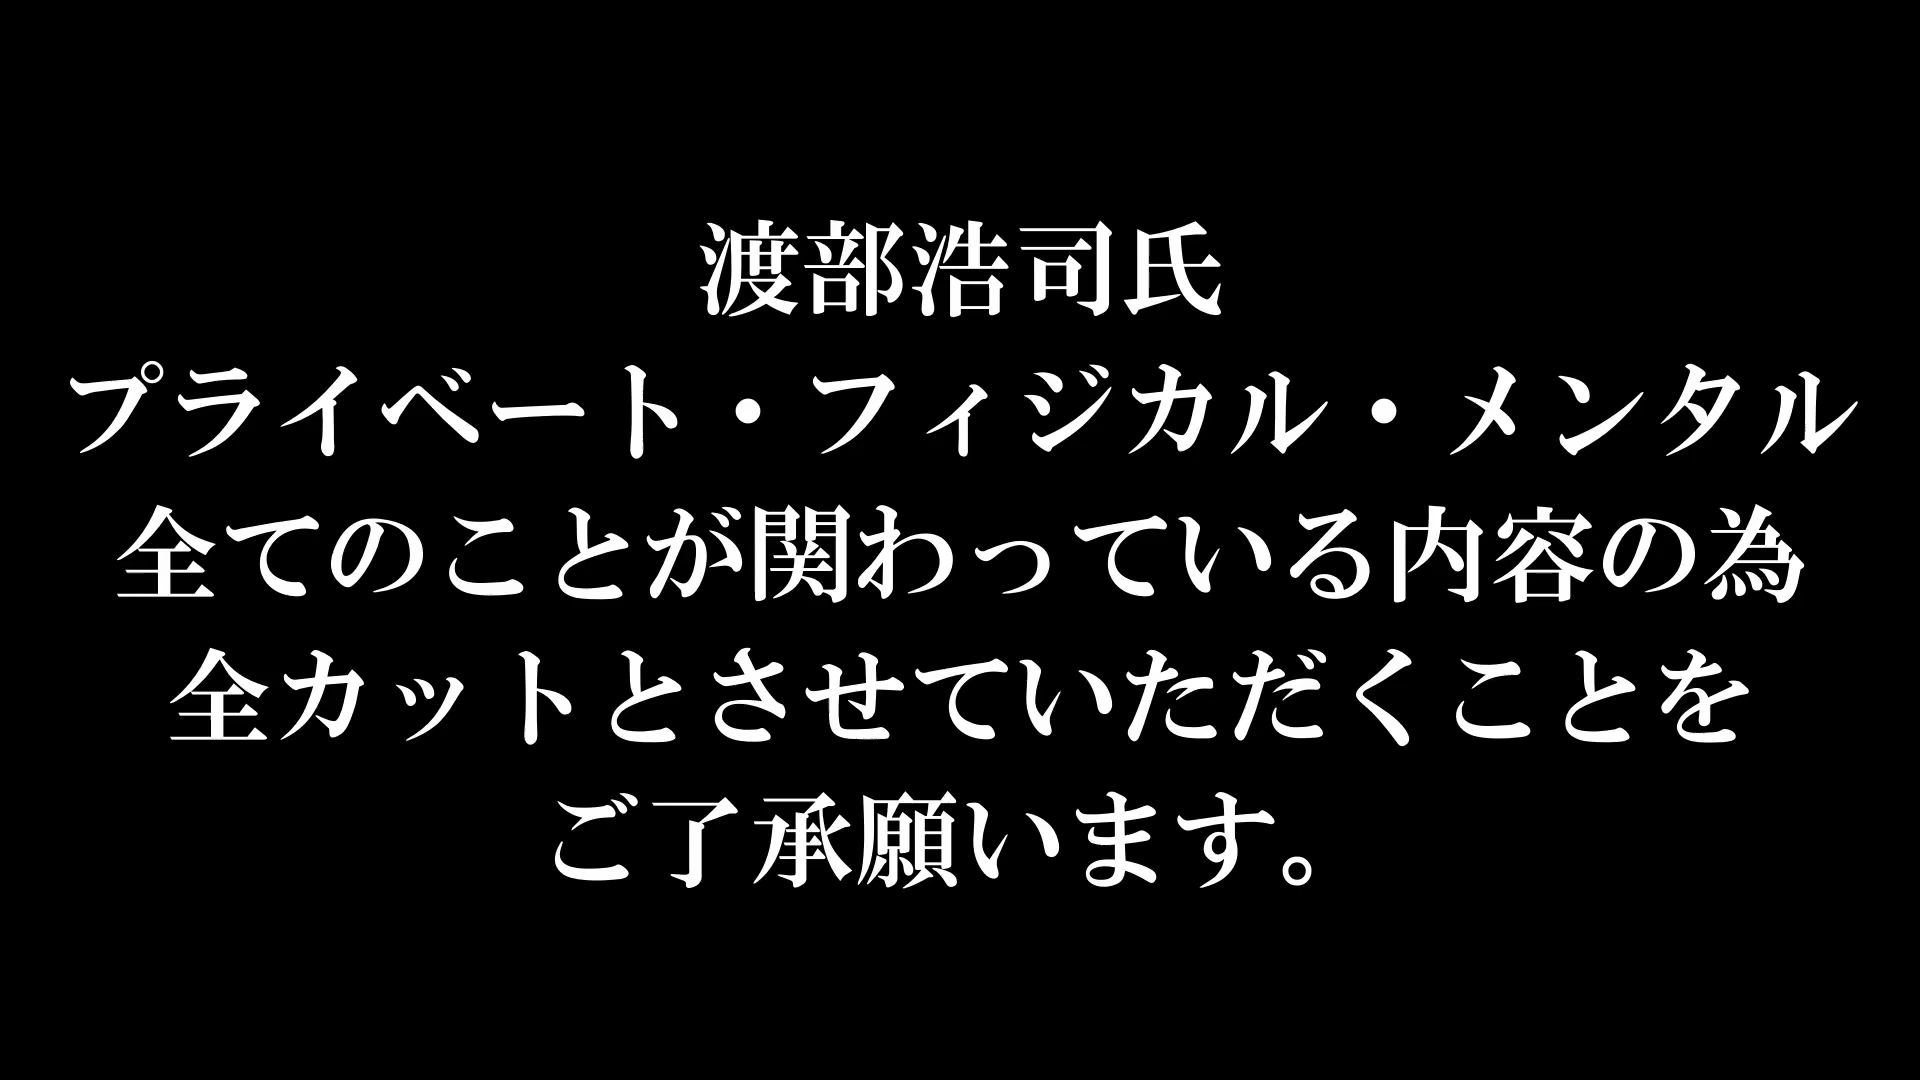 渡部浩司氏
プライベート・フィジカル・メンタル
全てのことが関わっている内容の為
全カットとさせていただくことを
ご了承願います。